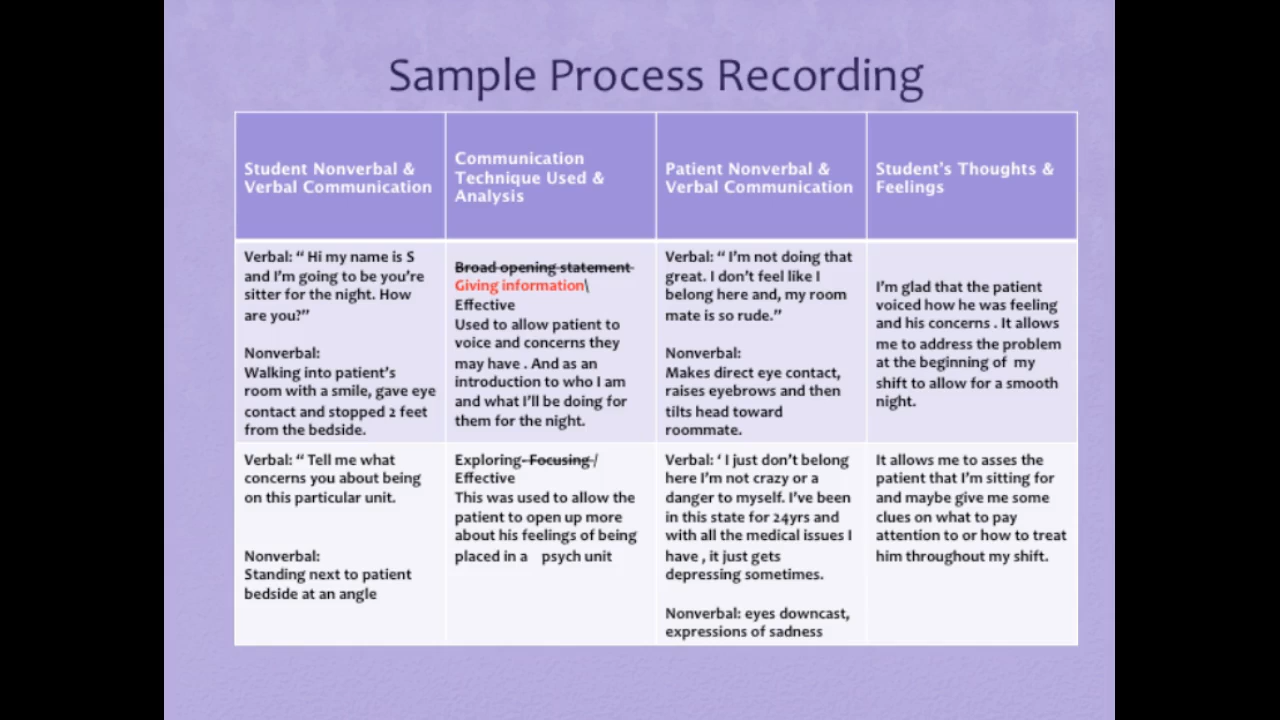 Sample Process Recording
Student Nonverbal &
Verbal Communication
Communication
Technique Used &
Analysis
Patient Nonverbal &
Verbal Communication
Student's Thoughts &
Feelings
Verbal: “ Hi my name is S
and I'm going to be you're
sitter for the night. How
are you?”
Nonverbal:
Walking into patient's
room with a smile, gave eye
contact and stopped 2 feet
from the bedside.
Broad opening statement
Giving information\
Effective
Used to allow patient to
voice and concerns they
may have . And as an
introduction to who I am
and what I'll be doing for
them for the night.
Verbal: “ I'm not doing that
great. I don't feel like I
belong here and, my room
mate is so rude.”
Nonverbal:
Makes direct eye contact,
raises eyebrows and then
tilts head toward
roommate.
I'm glad that the patient
voiced how he was feeling
and his concerns . It allows
me to address the problem
at the beginning of my
shift to allow for a smooth
night.
Verbal: “ Tell me what
concerns you about being
on this particular unit.
Nonverbal:
Standing next to patient
bedside at an angle
Exploring- Focusing /
Effective
This was used to allow the
patient to open up more
about his feelings of being
placed in a psych unit
Verbal: ‘ I just don't belong
here I'm not crazy or a
danger to myself. I've been
in this state for 24yrs and
with all the medical issues I
have , it just gets
depressing sometimes.
Nonverbal: eyes downcast,
expressions of sadness
It allows me to asses the
patient that I'm sitting for
and maybe give me some
clues on what to pay
attention to or how to treat
him throughout my shift.